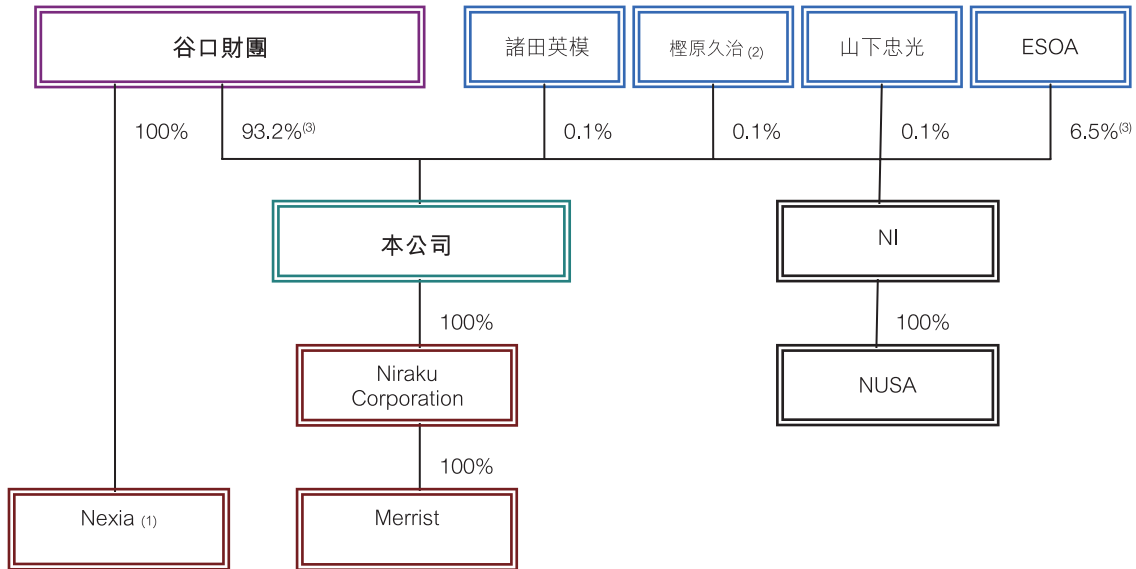 谷口財團
諸田英模
樫原久治 (2)
山下忠光
ESOA
100%
93.2%(3)
0.1%
0.1%
0.1%
6.5%(3)
本公司
NI
100%
100%
Niraku
Corporation
NUSA
100%
Nexia (1)
Merrist